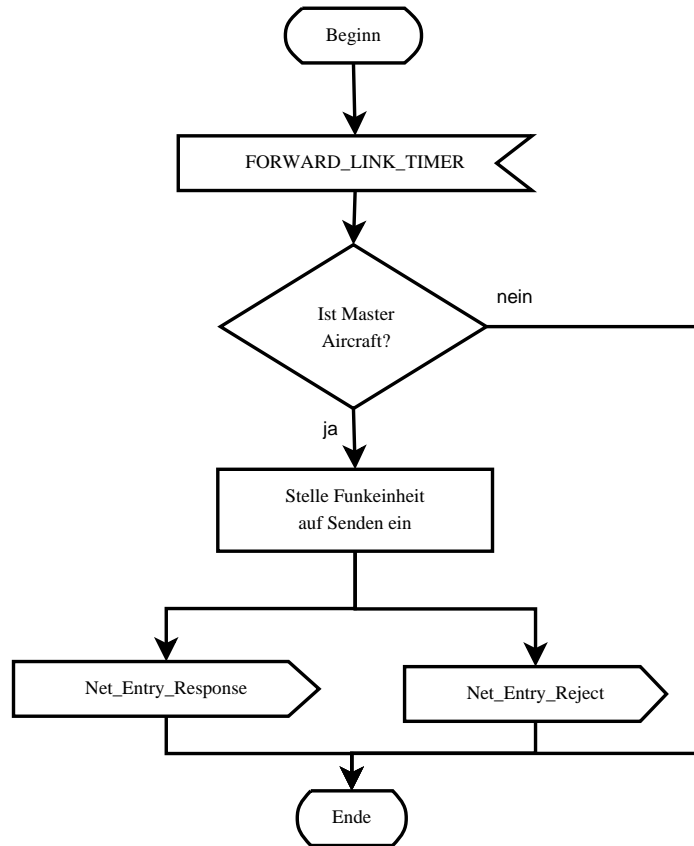 Beginn
FORWARD_LINK_TIMER
Ist Master
Aircraft?
nein
ja
Stelle Funkeinheit
auf Senden ein
Net_Entry_Response
Net_Entry_Reject
Ende